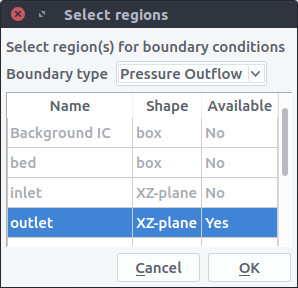 Select regions
Select region(s) for boundary conditions
Boundary type Pressure Outflow
Name Shape Available
Background IC box No
bed box No
inlet XZ-plane No
outlet XZ-plane Yes
Cancel OK